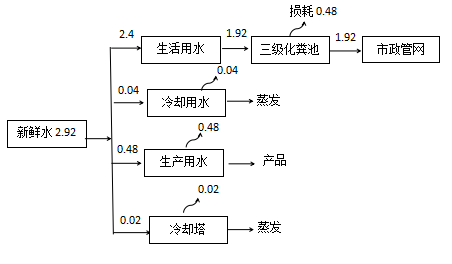 损耗 0.48
2.4
生活用水
1.92
三级化粪池
1.92
市政管网
0.04
0.04
冷却用水
蒸发
新鲜水 2.92
0.48
0.48
生产用水
产品
0.02
0.02
冷却塔
蒸发